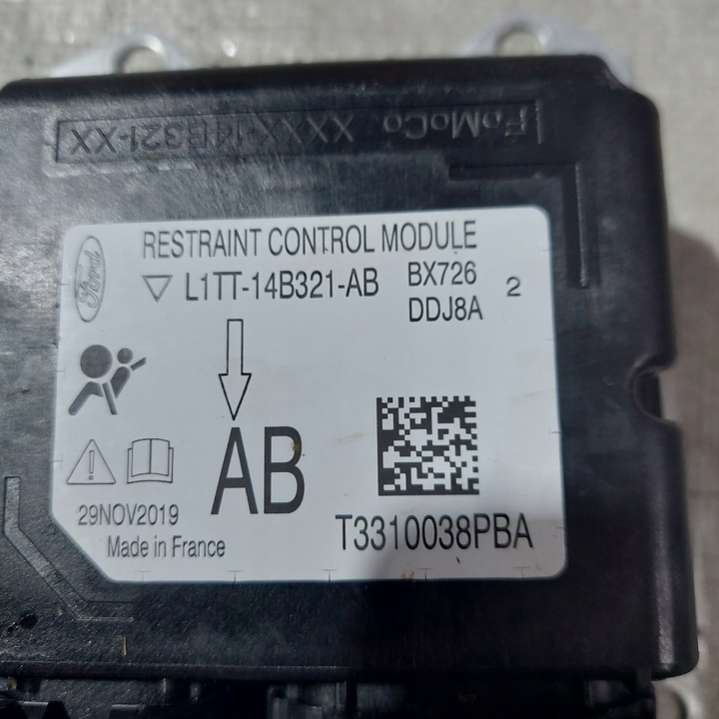 FoMoCo XXXX-14B321-XX
Ford
RESTRAINT CONTROL MODULE
L1TT-14B321-AB
BX726
DDJ8A
2
AB
29NOV2019
Made in France
T3310038PBA